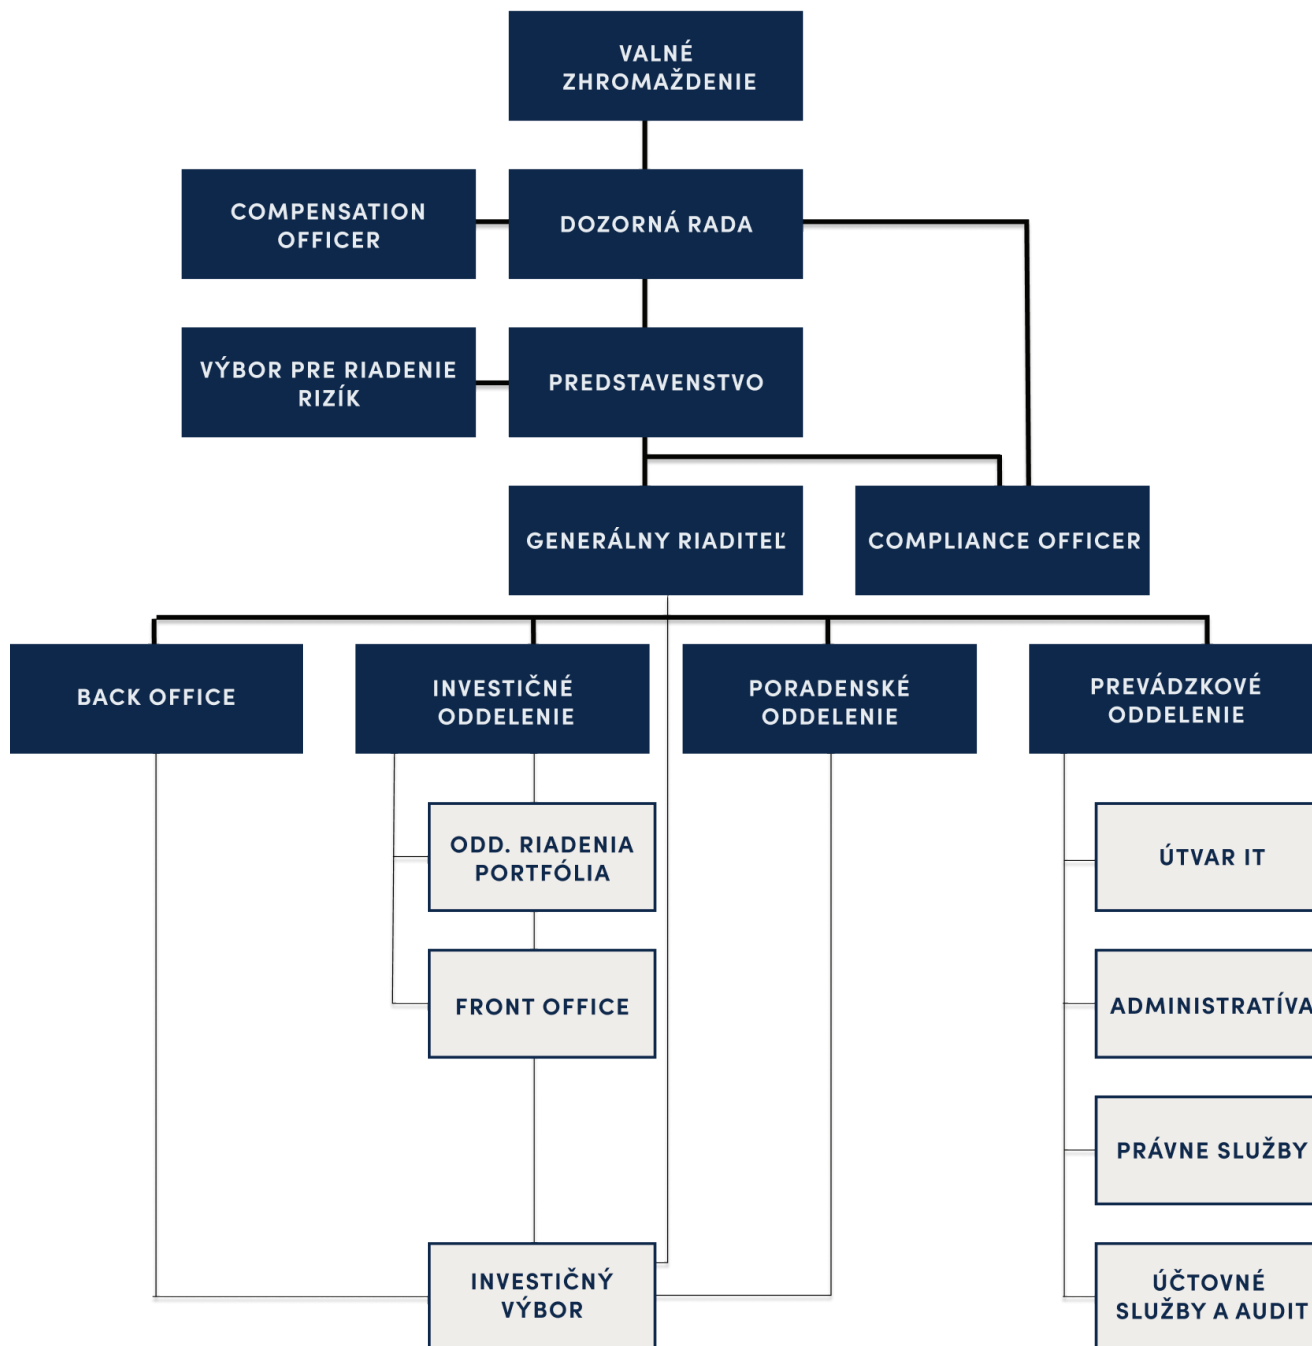 VALNÉ
ZHROMAŽDENIE
COMPENSATION
OFFICER
DOZORNÁ RADA
VÝBOR PRE RIADENIE
RIZÍK
PREDSTAVENSTVO
GENERÁLNY RIADITEĽ
COMPLIANCE OFFICER
BACK OFFICE
INVESTIČNÉ
ODDELENIE
PORADENSKÉ
ODDELENIE
PREVÁDZKOVÉ
ODDELENIE
ODD. RIADENIA
PORTFÓLIA
ÚTVAR IT
FRONT OFFICE
ADMINISTRATÍVA
PRÁVNE SLUŽBY
INVESTIČNÝ
VÝBOR
ÚČTOVNÉ
SLUŽBY A AUDIT